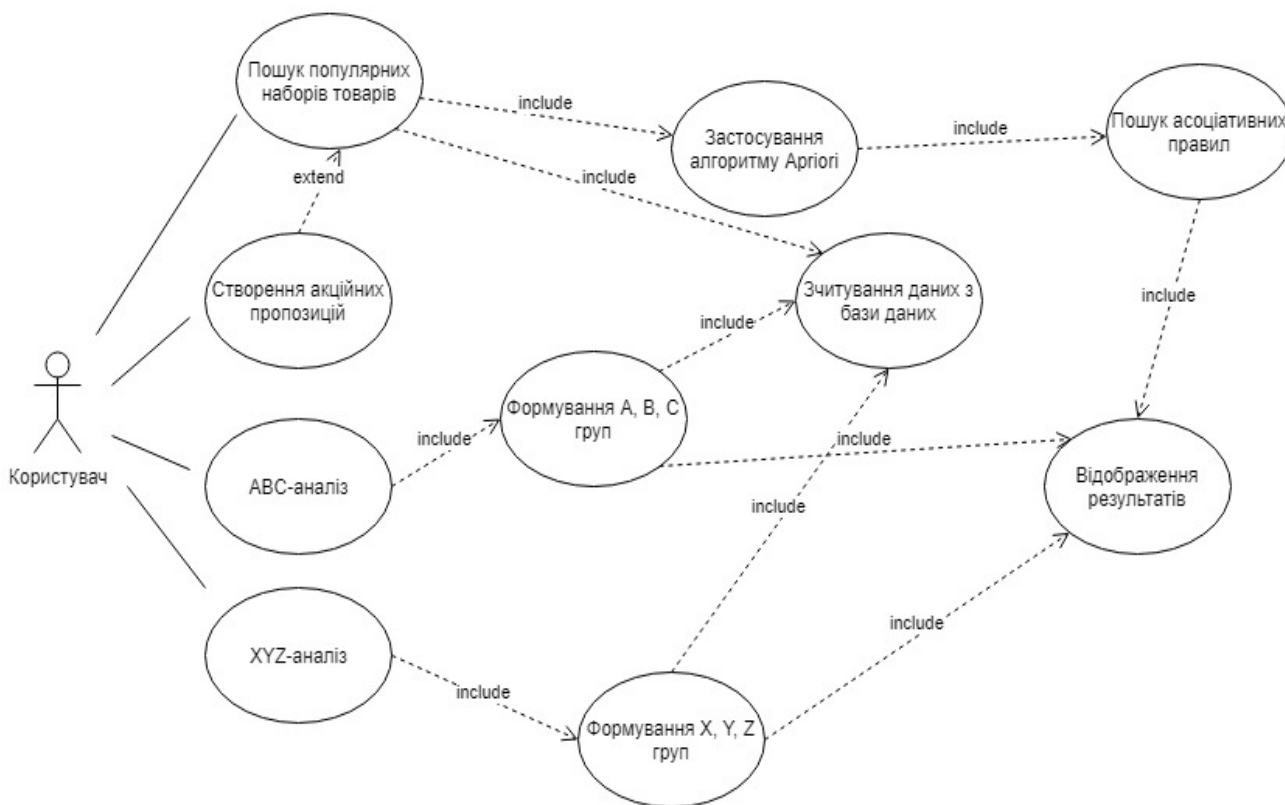 Пошук популярних
наборів товарів
include
Застосування
алгоритму Apriori
include
Пошук асоціативних
правил
extend
include
Створення акційних
пропозицій
Зчитування даних з
бази даних
include
include
Користувач
Формування A, B, C
груп
include
include
ABC-аналіз
Відображення
результатів
include
include
XYZ-аналіз
include
Формування X, Y, Z
груп